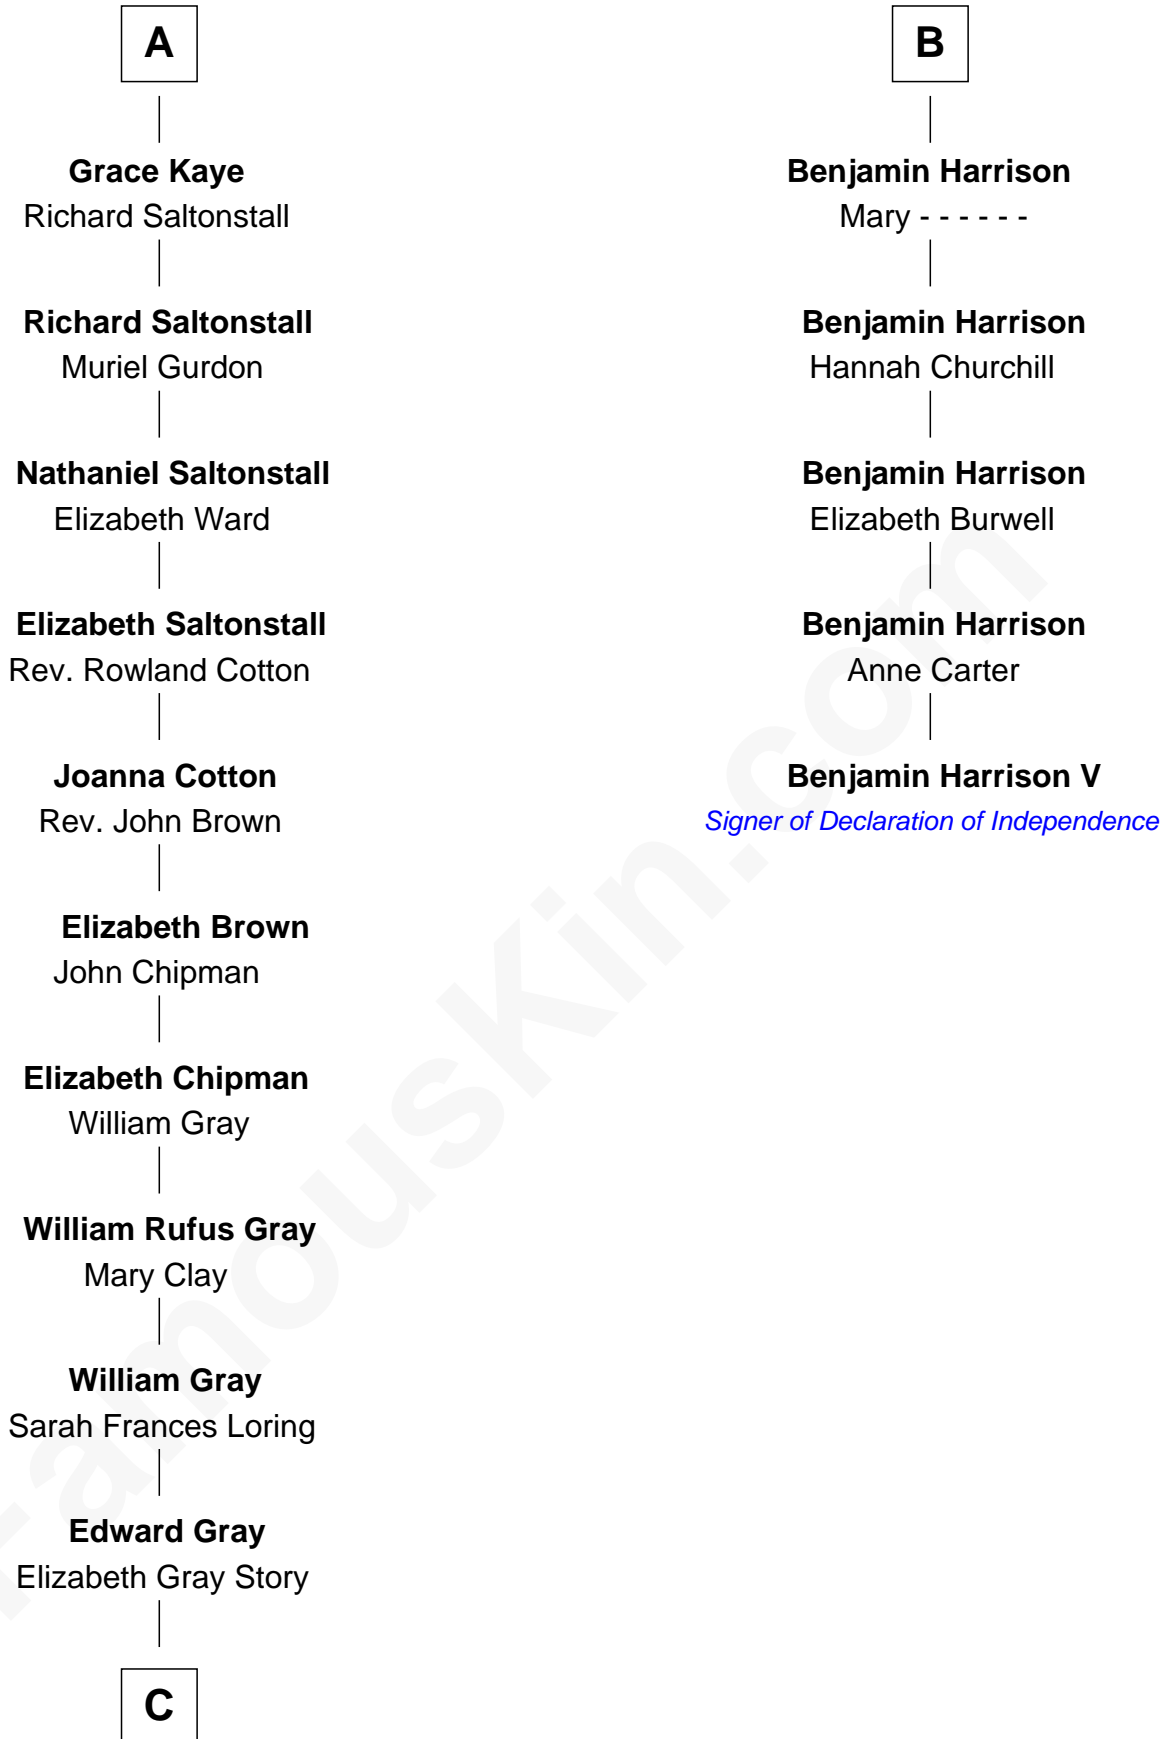 A
Grace Kaye
Richard Saltonstall
Richard Saltonstall
Muriel Gurdon
Nathaniel Saltonstall
Elizabeth Ward
Elizabeth Saltonstall
Rev. Rowland Cotton
Joanna Cotton
Rev. John Brown
Elizabeth Brown
John Chipman
Elizabeth Chipman
William Gray
William Rufus Gray
Mary Clay
William Gray
Sarah Frances Loring
Edward Gray
Elizabeth Gray Story
C
B
Benjamin Harrison
Mary - - - - - -
Benjamin Harrison
Hannah Churchill
Benjamin Harrison
Elizabeth Burwell
Benjamin Harrison
Anne Carter
Benjamin Harrison V
Signer of Declaration of Independence
FamousKin.com